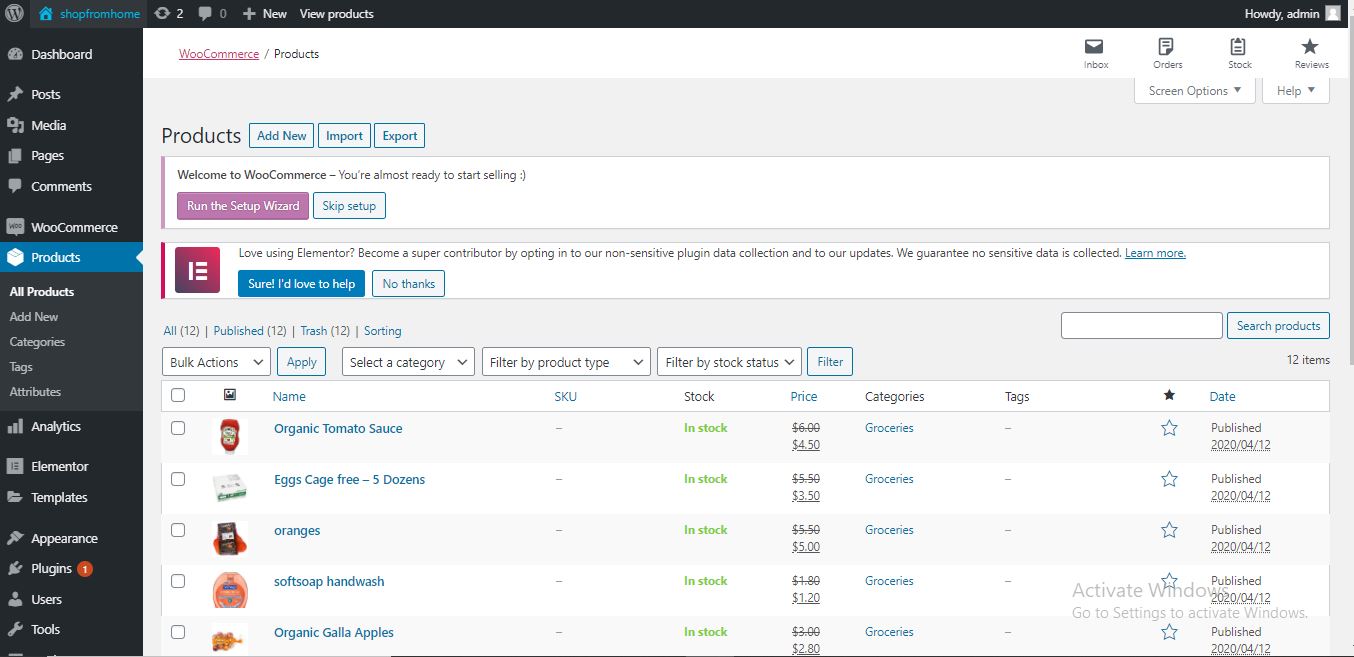 shopfromhome 2 0 New View products Howdy, admin
Dashboard
Posts
Media
Pages
Comments
WooCommerce
Products
All Products
Add New
Categories
Tags
Attributes
Analytics
Elementor
Templates
Appearance
Plugins 1
Users
Tools
WooCommerce / Products
Inbox Orders Stock Reviews
Screen Options Help
Products Add New Import Export
Welcome to WooCommerce – You're almost ready to start selling :)
Run the Setup Wizard Skip setup
Love using Elementor? Become a super contributor by opting in to our non-sensitive plugin data collection and to our updates. We guarantee no sensitive data is collected. Learn more.
Sure! I'd love to help No thanks
All (12) | Published (12) | Trash (12) | Sorting
Search products
Bulk Actions Apply Select a category Filter by product type Filter by stock status Filter
12 items
Name SKU Stock Price Categories Tags Date
Organic Tomato Sauce – In stock $6.00 Groceries – Published
$4.50 2020/04/12
Eggs Cage free – 5 Dozens – In stock $5.50 Groceries – Published
$3.50 2020/04/12
oranges – In stock $5.50 Groceries – Published
$5.00 2020/04/12
softsoap handwash – In stock $1.80 Groceries – Published
$1.20 2020/04/12
Organic Galla Apples – In stock $3.00 Groceries – Published
$2.80 2020/04/12
Activate Windows
Go to Settings to activate Windows.